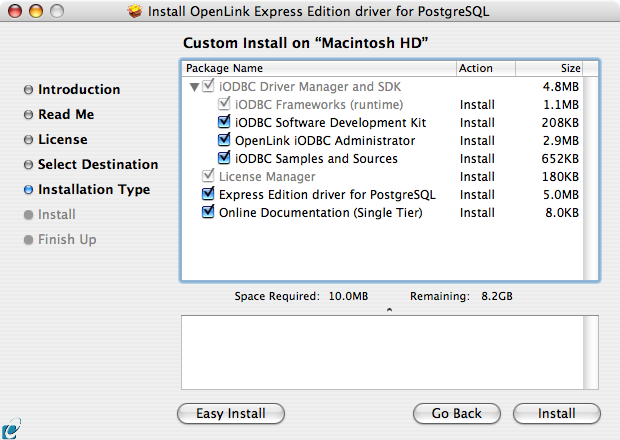 Install OpenLink Express Edition driver for PostgreSQL
Custom Install on “Macintosh HD”
Introduction
Read Me
License
Select Destination
Installation Type
Install
Finish Up
Package Name Action Size
iODBC Driver Manager and SDK 4.8MB
iODBC Frameworks (runtime) Install 1.1MB
iODBC Software Development Kit Install 208KB
OpenLink iODBC Administrator Install 2.9MB
iODBC Samples and Sources Install 652KB
License Manager Install 180KB
Express Edition driver for PostgreSQL Install 5.0MB
Online Documentation (Single Tier) Install 8.0KB
Space Required: 10.0MB Remaining: 8.2GB
Easy Install Go Back Install